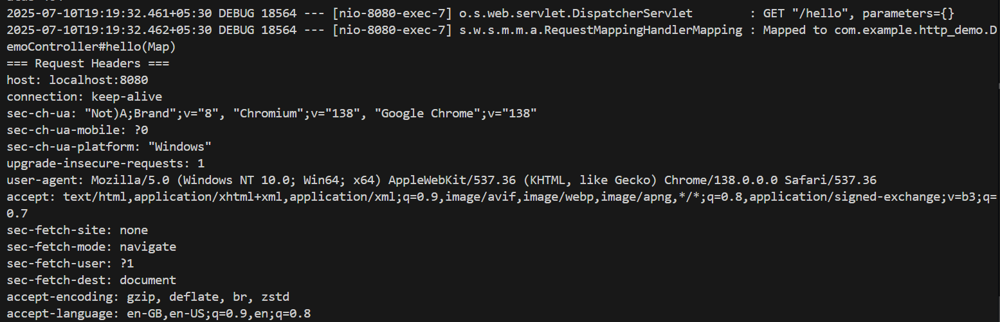 2025-07-10T19:19:32.461+05:30 DEBUG 18564 --- [nio-8080-exec-7] o.s.web.servlet.DispatcherServlet        : GET "/hello", parameters={}
2025-07-10T19:19:32.462+05:30 DEBUG 18564 --- [nio-8080-exec-7] s.w.s.m.m.a.RequestMappingHandlerMapping : Mapped to com.example.http_demo.D
emoController#hello(Map)
=== Request Headers ===
host: localhost:8080
connection: keep-alive
sec-ch-ua: "Not)A;Brand";v="8", "Chromium";v="138", "Google Chrome";v="138"
sec-ch-ua-mobile: ?0
sec-ch-ua-platform: "Windows"
upgrade-insecure-requests: 1
user-agent: Mozilla/5.0 (Windows NT 10.0; Win64; x64) AppleWebKit/537.36 (KHTML, like Gecko) Chrome/138.0.0.0 Safari/537.36
accept: text/html,application/xhtml+xml,application/xml;q=0.9,image/avif,image/webp,image/apng,*/*;q=0.8,application/signed-exchange;v=b3;q=
0.7
sec-fetch-site: none
sec-fetch-mode: navigate
sec-fetch-user: ?1
sec-fetch-dest: document
accept-encoding: gzip, deflate, br, zstd
accept-language: en-GB,en-US;q=0.9,en;q=0.8